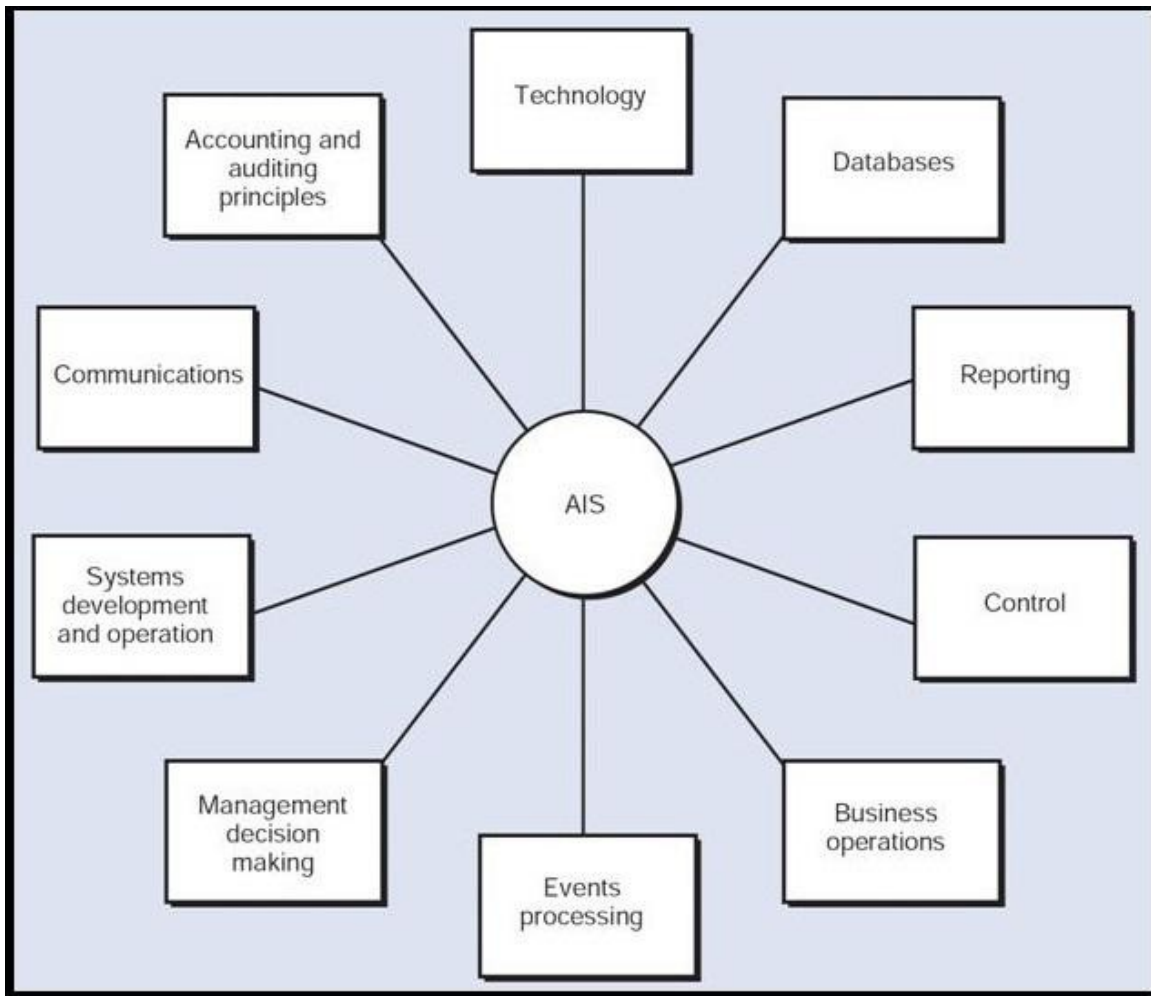 Technology
Accounting and
auditing
principles
Databases
Communications
Reporting
AIS
Systems
development
and operation
Control
Management
decision
making
Business
operations
Events
processing